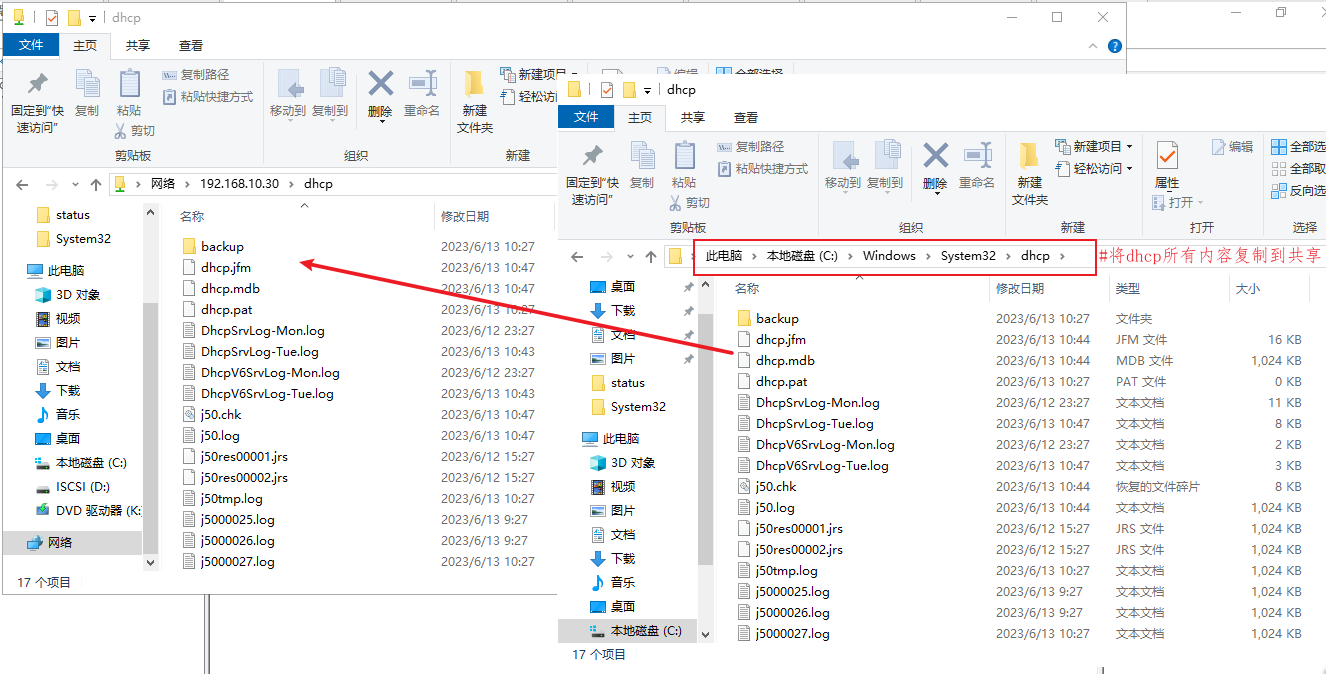 dhcp
文件 主页 共享 查看
固定到"快速访问"
复制
粘贴
复制路径
粘贴快捷方式
剪切
剪贴板
移动到
复制到
删除
重命名
组织
新建
文件夹
新建项目
轻松访
新建
编辑
全部选择
网络 192.168.10.30 dhcp
status
System32
此电脑
3D 对象
视频
图片
文档
下载
音乐
桌面
本地磁盘 (C:)
ISCSI (D:)
DVD 驱动器 (K:
网络
名称 修改日期
backup 2023/6/13 10:27
dhcp.jfm 2023/6/13 10:47
dhcp.mdb 2023/6/13 10:47
dhcp.pat 2023/6/13 10:27
DhcpSrvLog-Mon.log 2023/6/12 23:27
DhcpSrvLog-Tue.log 2023/6/13 10:43
DhcpV6SrvLog-Mon.log 2023/6/12 23:27
DhcpV6SrvLog-Tue.log 2023/6/13 10:43
j50.chk 2023/6/13 10:47
j50.log 2023/6/13 10:47
j50res00001.jrs 2023/6/12 15:27
j50res00002.jrs 2023/6/12 15:27
j50tmp.log 2023/6/13 10:27
j5000025.log 2023/6/13 9:27
j5000026.log 2023/6/13 9:27
j5000027.log 2023/6/13 10:27
17 个项目
dhcp
文件 主页 共享 查看
固定到"快速访问"
复制
粘贴
复制路径
粘贴快捷方式
剪切
剪贴板
移动到
复制到
删除
重命名
组织
新建
文件夹
新建项目
轻松访问
新建
属性
打开
编辑
打开
全部选
全部取
反向选
选择
此电脑 本地磁盘 (C:) Windows System32 dhcp
#将dhcp所有内容复制到共享
桌面
下载
文档
图片
status
System32
此电脑
3D 对象
视频
图片
文档
下载
音乐
桌面
本地磁盘 (C:)
名称 修改日期 类型 大小
backup 2023/6/13 10:27 文件夹
dhcp.jfm 2023/6/13 10:44 JFM 文件 16 KB
dhcp.mdb 2023/6/13 10:44 MDB 文件 1,024 KB
dhcp.pat 2023/6/13 10:27 PAT 文件 0 KB
DhcpSrvLog-Mon.log 2023/6/12 23:27 文本文档 11 KB
DhcpSrvLog-Tue.log 2023/6/13 10:47 文本文档 8 KB
DhcpV6SrvLog-Mon.log 2023/6/12 23:27 文本文档 2 KB
DhcpV6SrvLog-Tue.log 2023/6/13 10:47 文本文档 3 KB
j50.chk 2023/6/13 10:44 恢复的文件碎片 8 KB
j50.log 2023/6/13 10:44 文本文档 1,024 KB
j50res00001.jrs 2023/6/12 15:27 JRS 文件 1,024 KB
j50res00002.jrs 2023/6/12 15:27 JRS 文件 1,024 KB
j50tmp.log 2023/6/13 10:27 文本文档 1,024 KB
j5000025.log 2023/6/13 9:27 文本文档 1,024 KB
j5000026.log 2023/6/13 9:27 文本文档 1,024 KB
j5000027.log 2023/6/13 10:27 文本文档 1,024 KB
17 个项目